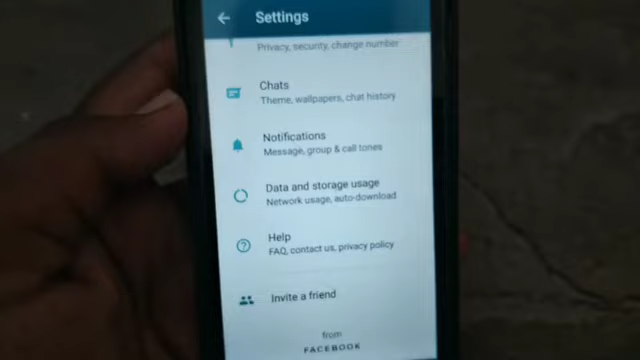 Settings
Privacy, security, change number
Chats
Theme, wallpapers, chat history
Notifications
Message, group & call tones
Data and storage usage
Network usage, auto-download
Help
FAQ, contact us, privacy policy
Invite a friend
from
FACEBOOK